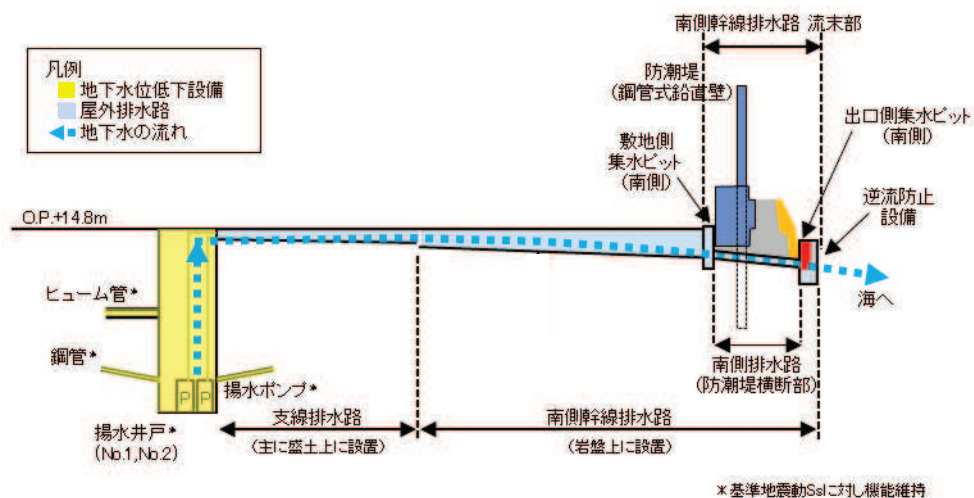 南側幹線排水路 流末部
凡例
地下水位低下設備
屋外排水路
地下水の流れ
防潮堤
(鋼管式鉛直壁)
出口側集水ピット
(南側)
敷地側
集水ピット
(南側)
逆流防止
設備
O.P.+14.8m
海へ
ヒューム管*
鋼管*
P P
揚水ポンプ*
南側排水路
(防潮堤横断部)
揚水井戸*
(No.1,No.2)
支線排水路
(主に盛土上に設置)
南側幹線排水路
(岩盤上に設置)
*基準地震動Ssに対し機能維持